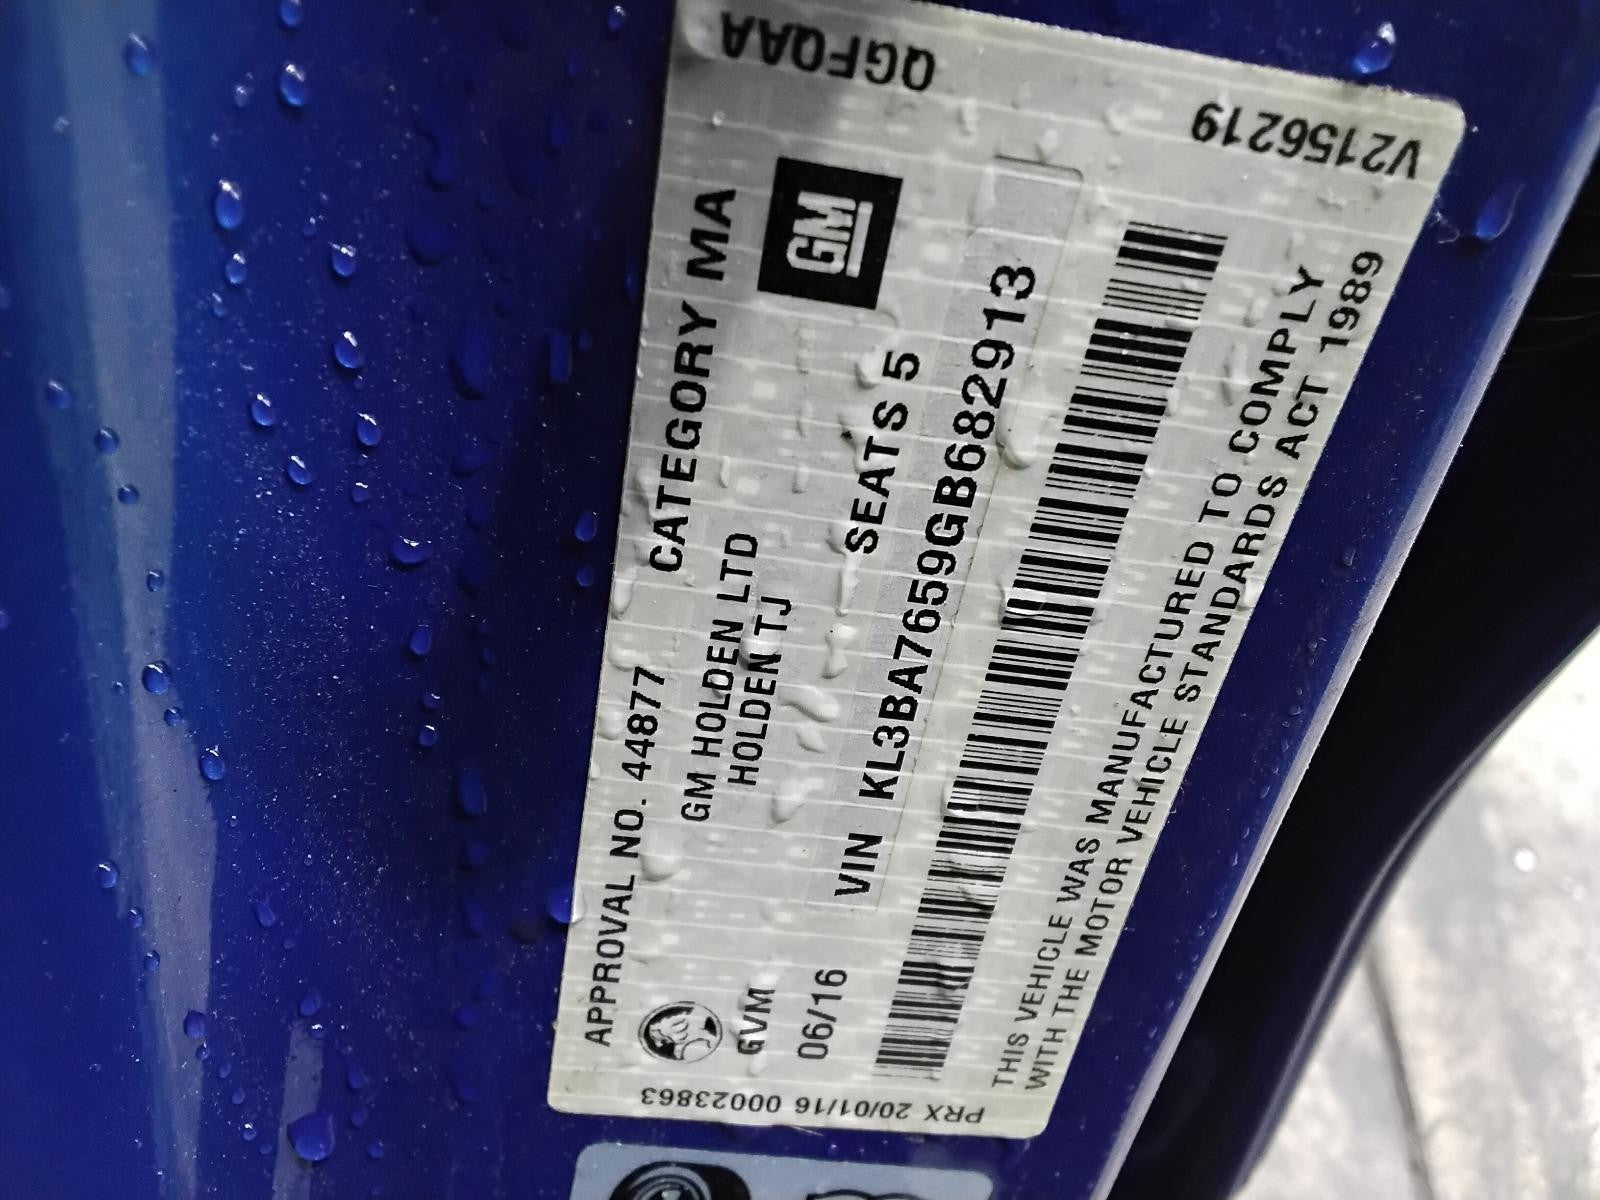 APPROVAL NO. 44877 CATEGORY MA
GM HOLDEN LTD
HOLDEN TJ
GM
GVM
06/16
SEATS 5
VIN KL3BA7659GB682913
THIS VEHICLE WAS MANUFACTURED TO COMPLY
WITH THE MOTOR VEHICLE STANDARDS ACT 1989
PRX 20/01/16 00023863
QGFQAA
V2156219